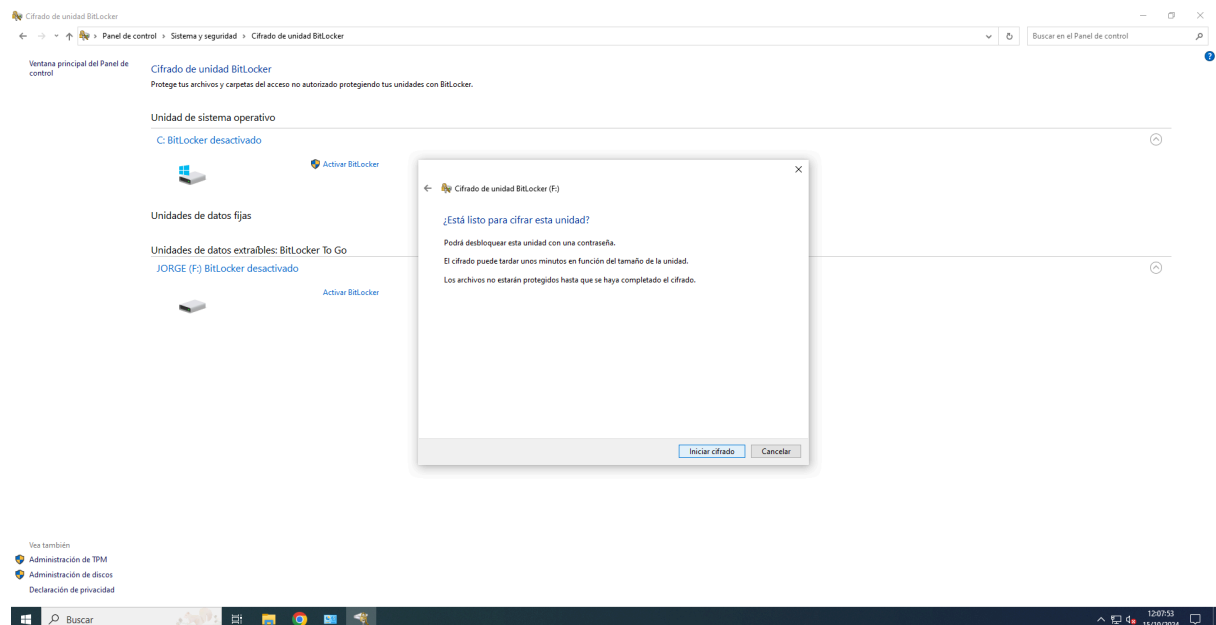 Cifrado de unidad BitLocker
Panel de control > Sistema y seguridad > Cifrado de unidad BitLocker
Buscar en el Panel de control
Ventana principal del Panel de
control
Cifrado de unidad BitLocker
Protege tus archivos y carpetas del acceso no autorizado protegiendo tus unidades con BitLocker.
Unidad de sistema operativo
C: BitLocker desactivado
Activar BitLocker
Unidades de datos fijas
Unidades de datos extraíbles: BitLocker To Go
JORGE (F:) BitLocker desactivado
Activar BitLocker
Cifrado de unidad BitLocker (F:)
¿Está listo para cifrar esta unidad?
Podrá desbloquear esta unidad con una contraseña.
El cifrado puede tardar unos minutos en función del tamaño de la unidad.
Los archivos no estarán protegidos hasta que se haya completado el cifrado.
Iniciar cifrado
Cancelar
Vea también
Administración de TPM
Administración de discos
Declaración de privacidad
Buscar
12:07:53
15/10/2024